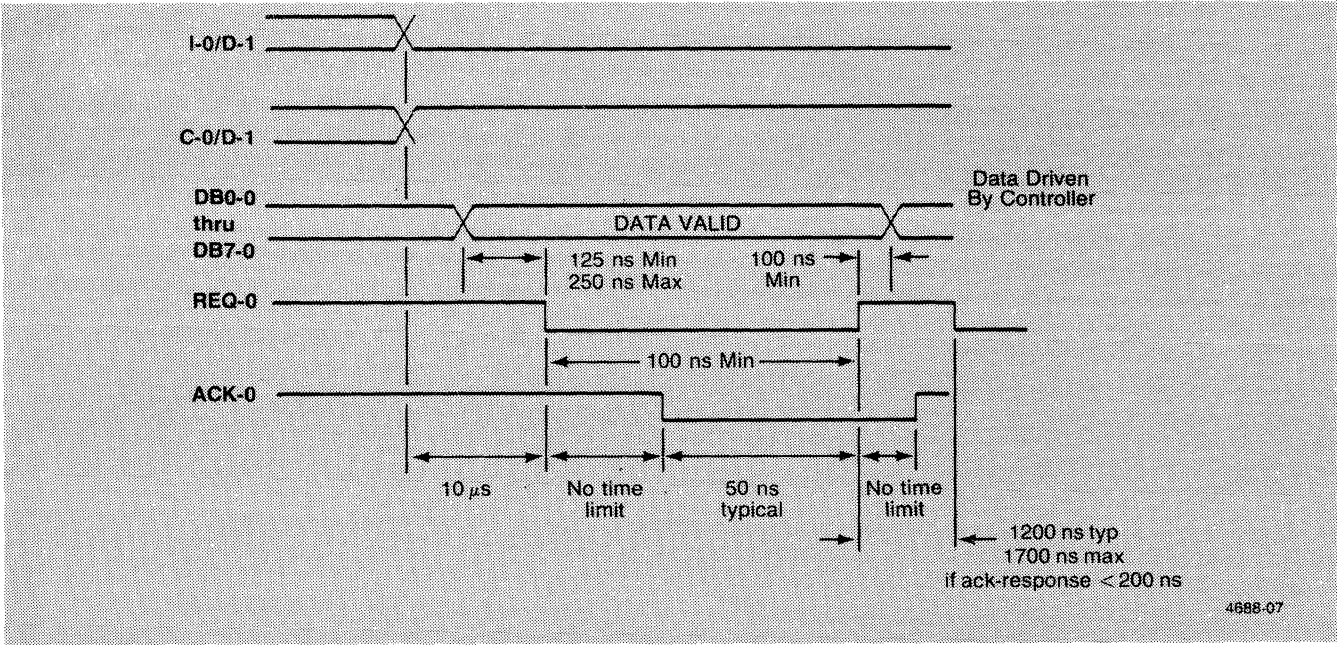 I-0/D-1
C-0/D-1
DB0-0
thru
DB7-0
DATA VALID
Data Driven
By Controller
125 ns Min
250 ns Max
100 ns
Min
REQ-0
100 ns Min
ACK-0
10 μs
No time
limit
50 ns
typical
No time
limit
1200 ns typ
1700 ns max
if ack-response < 200 ns
4688-07